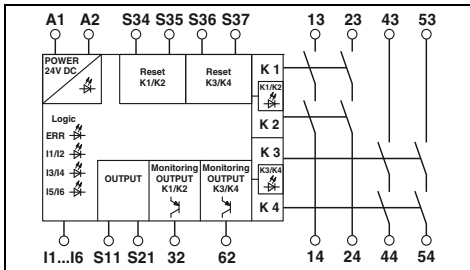 A1 A2 S34 S35 S36 S37 13 23 43 53
POWER
24V DC
Reset
K1/K2
Reset
K3/K4
K 1
K1/K2
K 2
Logic
ERR
I1/I2
I3/I4
I5/I6
K 3
K3/K4
K 4
OUTPUT
Monitoring
OUTPUT
K1/K2
Monitoring
OUTPUT
K3/K4
I1...I6 S11 S21 32 62 14 24 44 54